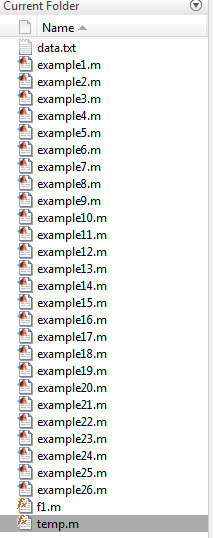 Current Folder
Name
data.txt
example1.m
example2.m
example3.m
example4.m
example5.m
example6.m
example7.m
example8.m
example9.m
example10.m
example11.m
example12.m
example13.m
example14.m
example15.m
example16.m
example17.m
example18.m
example19.m
example20.m
example21.m
example22.m
example23.m
example24.m
example25.m
example26.m
f1.m
temp.m